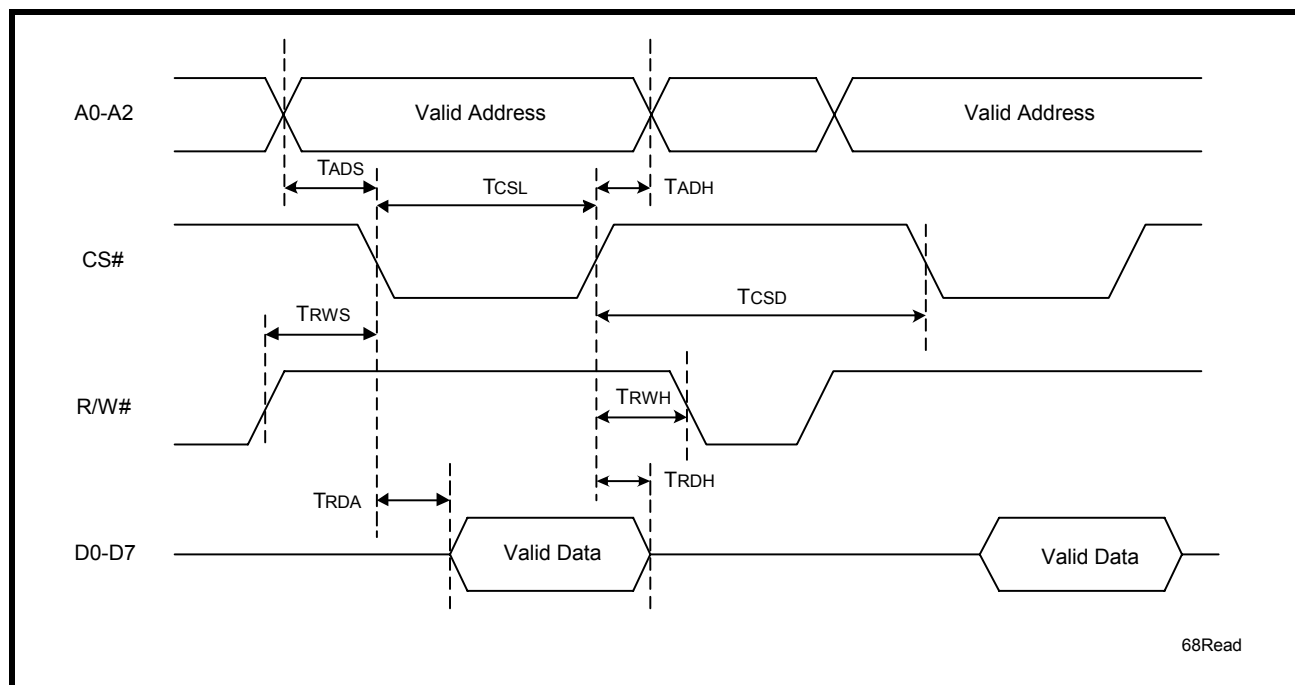 A0-A2
Valid Address
Valid Address
TADS
TCSL
TADH
CS#
TCSD
TRWS
R/W#
TRWH
TRDA
TRDH
D0-D7
Valid Data
Valid Data
68Read